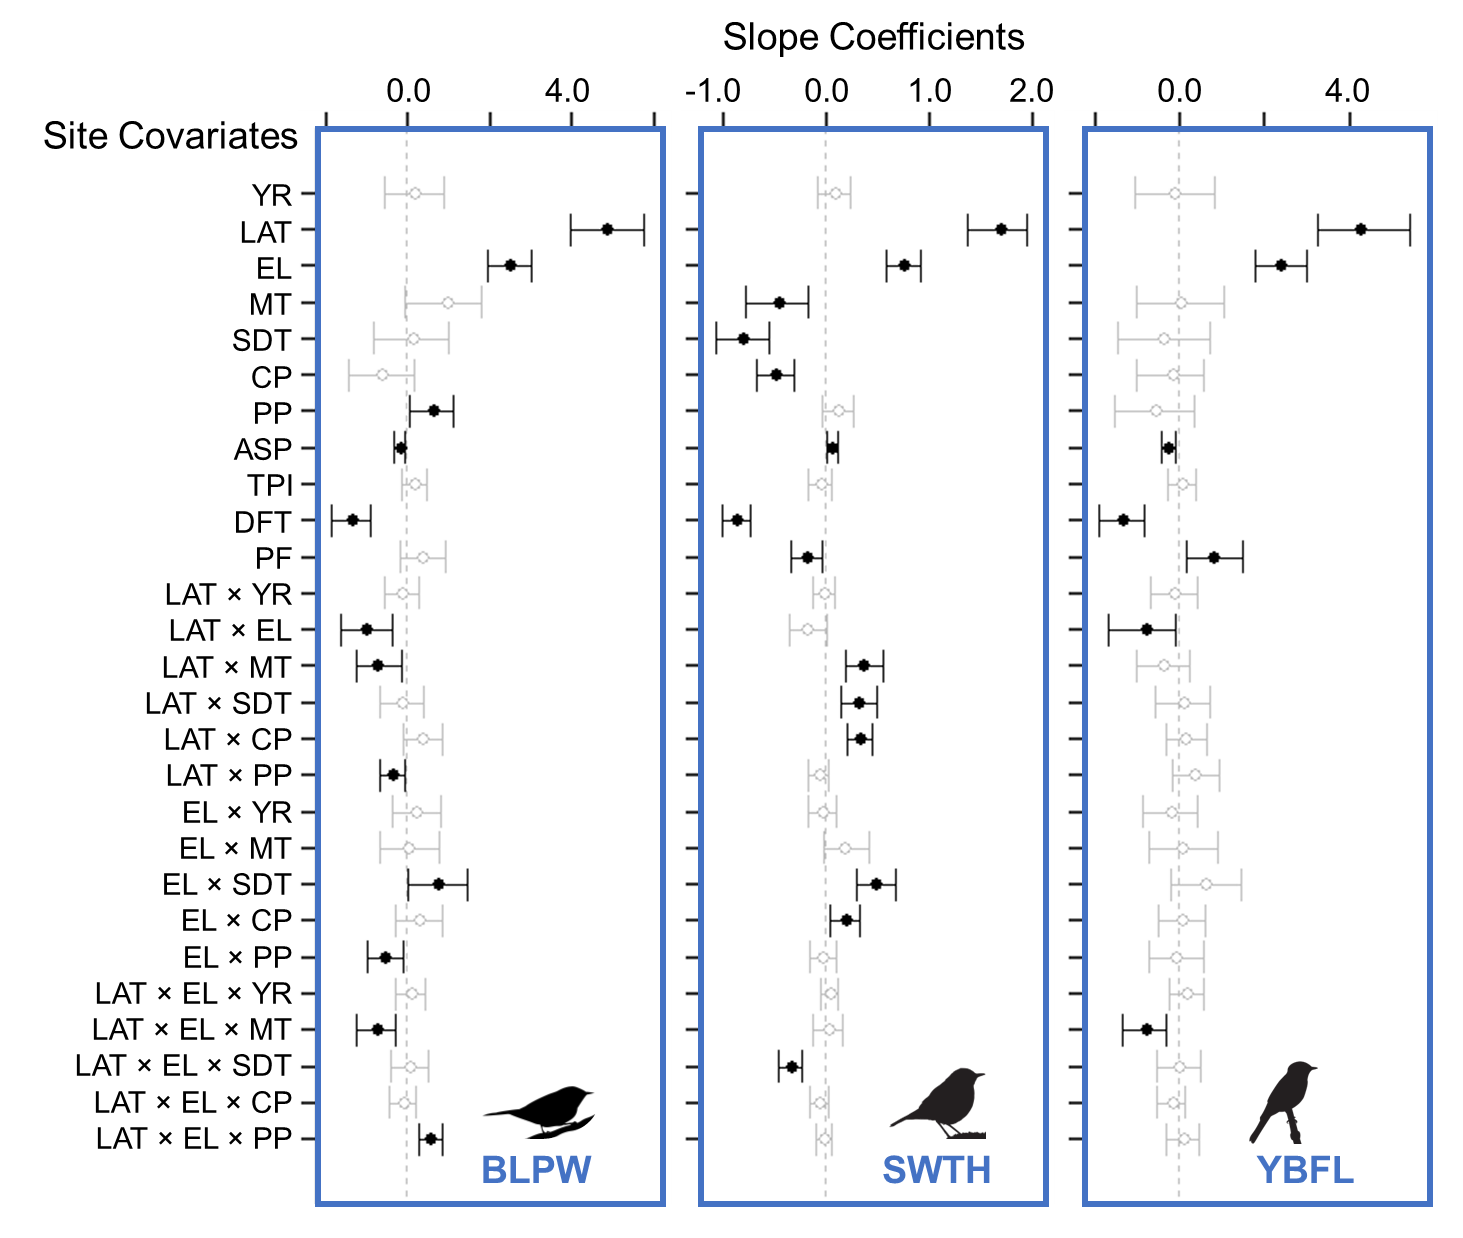 Slope Coefficients
0.0 4.0 -1.0 0.0 1.0 2.0 0.0 4.0
Site Covariates
YR
LAT
EL
MT
SDT
CP
PP
ASP
TPI
DFT
PF
LAT × YR
LAT × EL
LAT × MT
LAT × SDT
LAT × CP
LAT × PP
EL × YR
EL × MT
EL × SDT
EL × CP
EL × PP
LAT × EL × YR
LAT × EL × MT
LAT × EL × SDT
LAT × EL × CP
LAT × EL × PP
BLPW SWTH YBFL